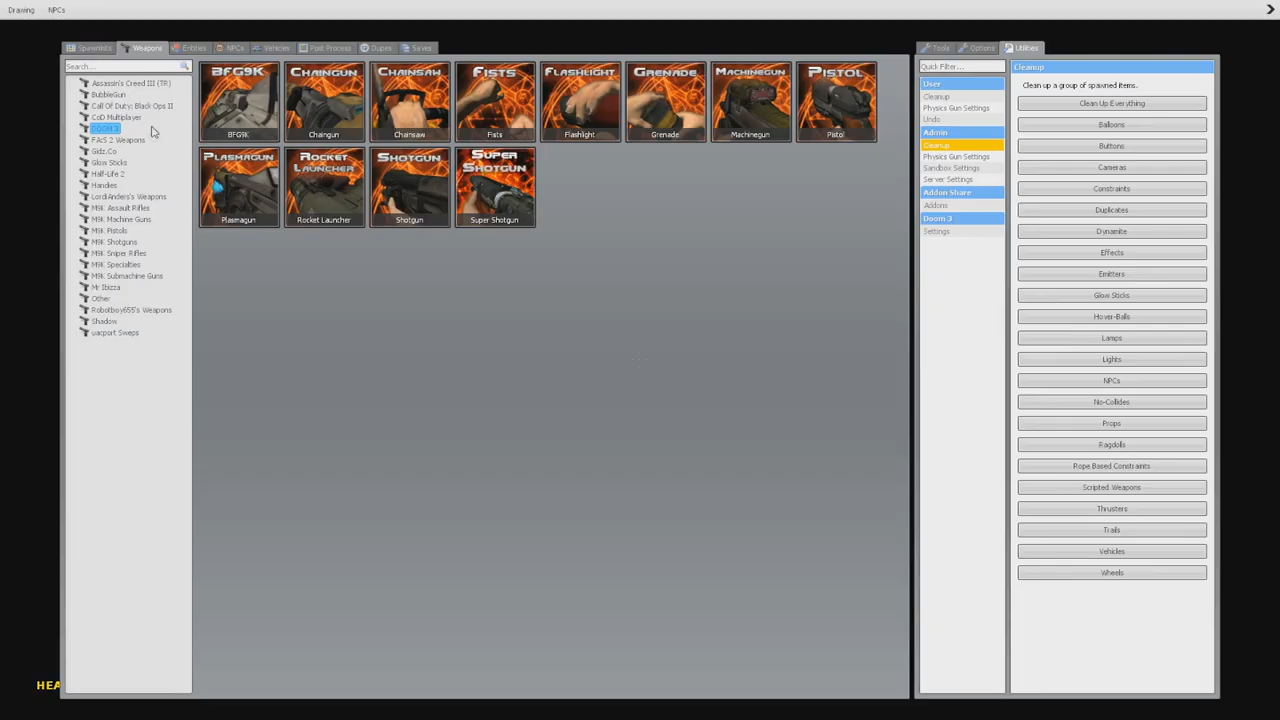 Drawing NPCs
Spawnlists Weapons Entities NPCs Vehicles Post Process Dupes Saves
Search...
Assassin's Creed III (TR)
BubbleGun
Call Of Duty: Black Ops II
CoD Multiplayer
DOOM 3
FA:S 2 Weapons
Gidz.Co
Glow Sticks
Half-Life 2
Handies
LordiAnders's Weapons
M9K Assault Rifles
M9K Machine Guns
M9K Pistols
M9K Shotguns
M9K Sniper Rifles
M9K Specialties
M9K Submachine Guns
Mr Ibizza
Other
Robotboy655's Weapons
Shadow
uacport Sweps
BFG9K CHAINGUN CHAINSAW FISTS FLASHLIGHT GRENADE MACHINEGUN PISTOL
BFG9K Chaingun Chainsaw Fists Flashlight Grenade Machinegun Pistol
PLASMAGUN ROCKET LAUNCHER SHOTGUN SUPER SHOTGUN
Plasmagun Rocket Launcher Shotgun Super Shotgun
HEA
Tools Options Utilities
Quick Filter...
User
Cleanup
Physics Gun Settings
Undo
Admin
Cleanup
Physics Gun Settings
Sandbox Settings
Server Settings
Addon Share
Addons
Doom 3
Settings
Cleanup
Clean up a group of spawned items.
Clean Up Everything
Balloons
Buttons
Cameras
Constraints
Duplicates
Dynamite
Effects
Emitters
Glow Sticks
Hover-Balls
Lamps
Lights
NPCs
No-Collides
Props
Ragdolls
Rope Based Constraints
Scripted Weapons
Thrusters
Trails
Vehicles
Wheels